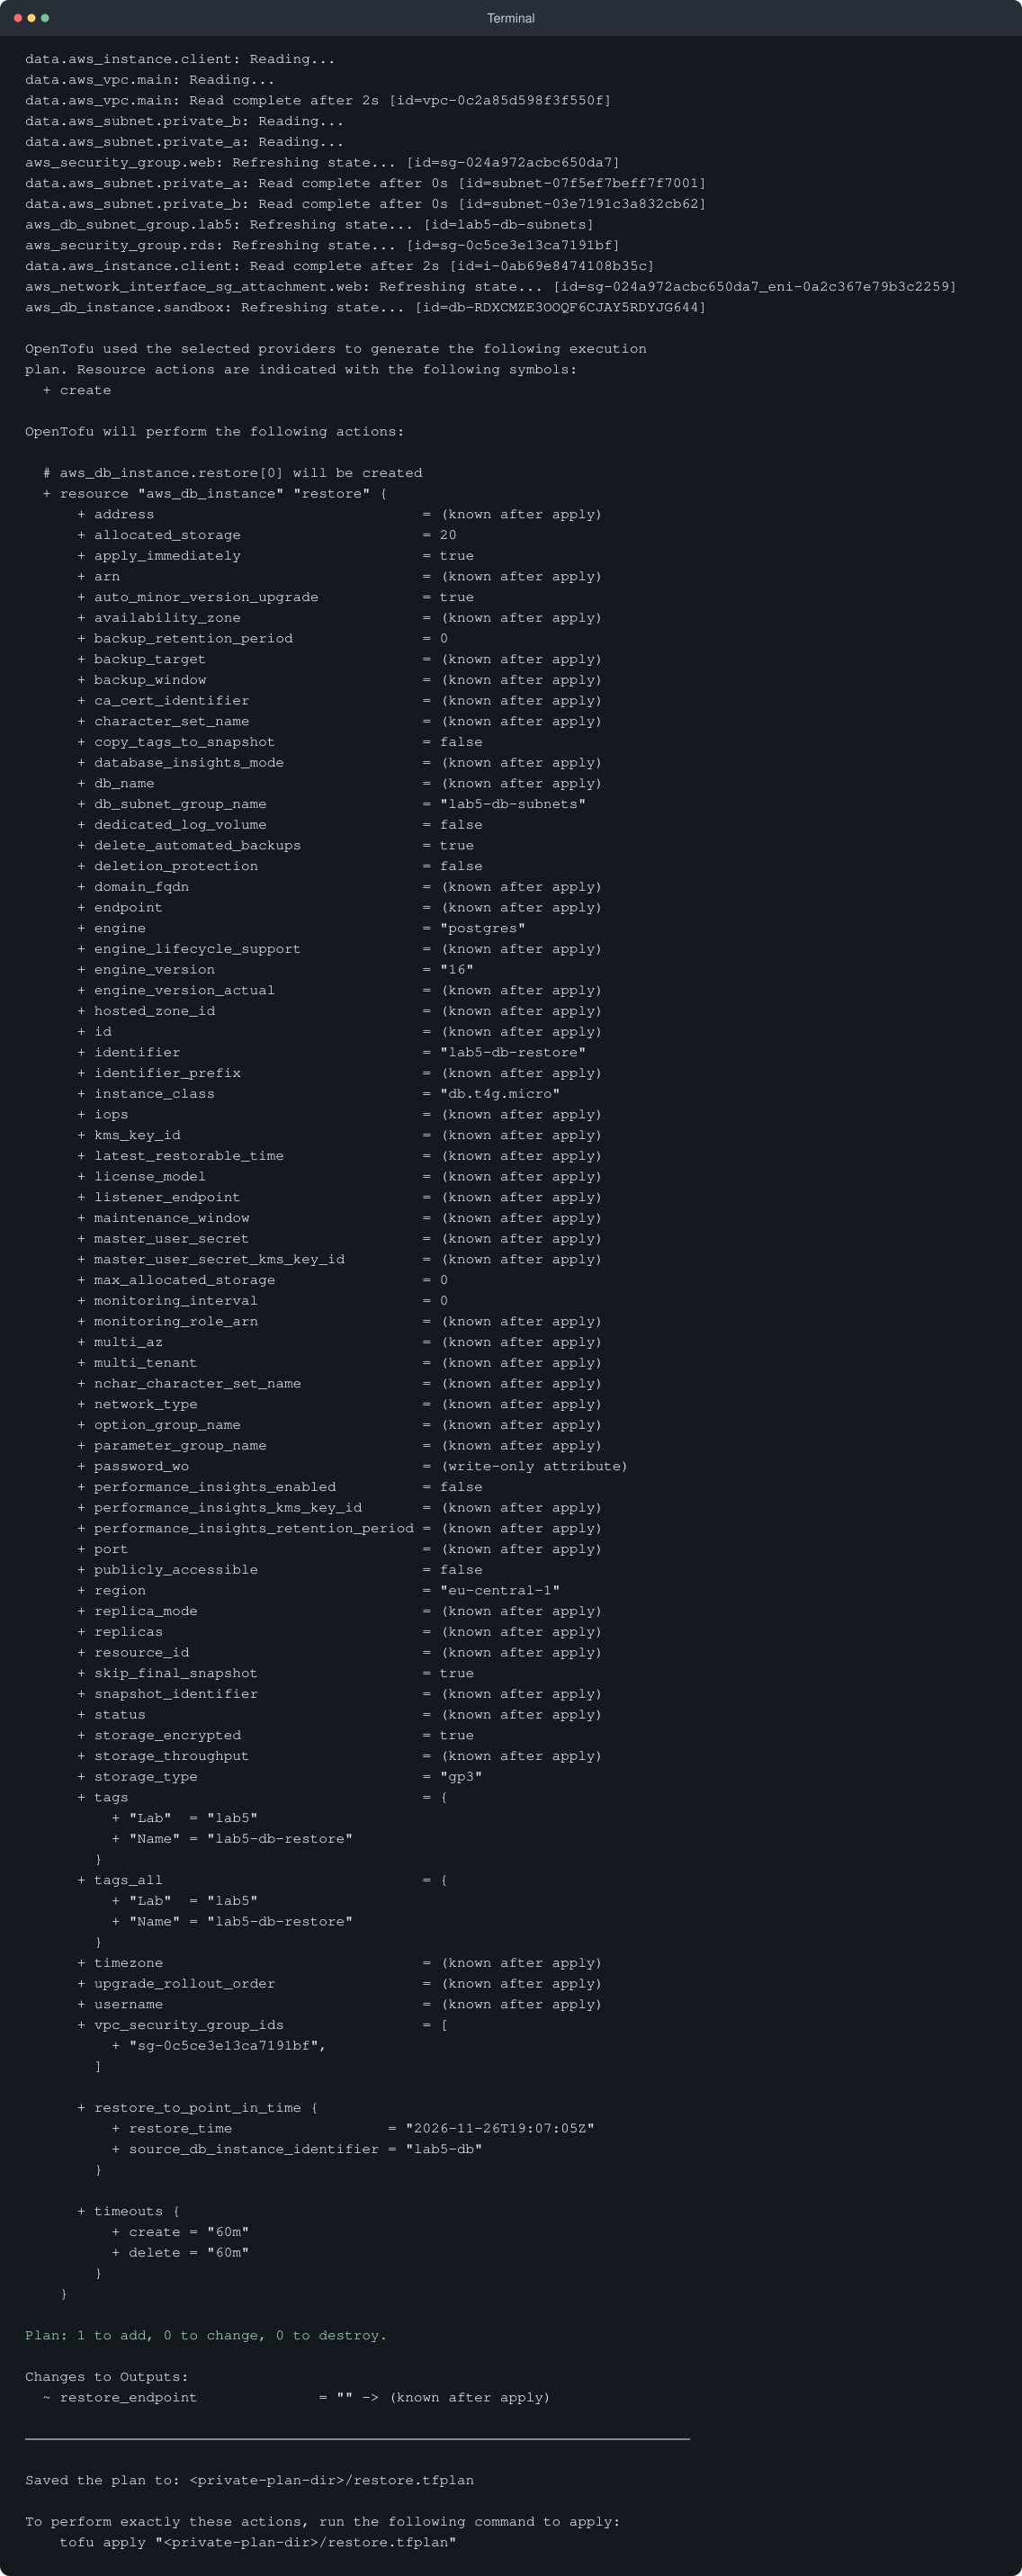 Terminal
data.aws_instance.client: Reading...
data.aws_vpc.main: Reading...
data.aws_vpc.main: Read complete after 2s [id=vpc-0c2a85d598f3f550f]
data.aws_subnet.private_b: Reading...
data.aws_subnet.private_a: Reading...
aws_security_group.web: Refreshing state... [id=sg-024a972acbc650da7]
data.aws_subnet.private_a: Read complete after 0s [id=subnet-07f5ef7beff7f7001]
data.aws_subnet.private_b: Read complete after 0s [id=subnet-03e7191c3a832cb62]
aws_db_subnet_group.lab5: Refreshing state... [id=lab5-db-subnets]
aws_security_group.rds: Refreshing state... [id=sg-0c5ce3e13ca7191bf]
data.aws_instance.client: Read complete after 2s [id=i-0ab69e8474108b35c]
aws_network_interface_sg_attachment.web: Refreshing state... [id=sg-024a972acbc650da7_eni-0a2c367e79b3c2259]
aws_db_instance.sandbox: Refreshing state... [id=db-RDXCMZE3OOQF6CJAY5RDYJG644]
OpenTofu used the selected providers to generate the following execution
plan. Resource actions are indicated with the following symbols:
  + create
OpenTofu will perform the following actions:
  # aws_db_instance.restore[0] will be created
  + resource "aws_db_instance" "restore" {
      + address                               = (known after apply)
      + allocated_storage                     = 20
      + apply_immediately                     = true
      + arn                                   = (known after apply)
      + auto_minor_version_upgrade            = true
      + availability_zone                     = (known after apply)
      + backup_retention_period               = 0
      + backup_target                         = (known after apply)
      + backup_window                         = (known after apply)
      + ca_cert_identifier                    = (known after apply)
      + character_set_name                    = (known after apply)
      + copy_tags_to_snapshot                 = false
      + database_insights_mode                = (known after apply)
      + db_name                               = (known after apply)
      + db_subnet_group_name                  = "lab5-db-subnets"
      + dedicated_log_volume                  = false
      + delete_automated_backups              = true
      + deletion_protection                   = false
      + domain_fqdn                           = (known after apply)
      + endpoint                              = (known after apply)
      + engine                                = "postgres"
      + engine_lifecycle_support              = (known after apply)
      + engine_version                        = "16"
      + engine_version_actual                 = (known after apply)
      + hosted_zone_id                        = (known after apply)
      + id                                    = (known after apply)
      + identifier                            = "lab5-db-restore"
      + identifier_prefix                     = (known after apply)
      + instance_class                        = "db.t4g.micro"
      + iops                                  = (known after apply)
      + kms_key_id                            = (known after apply)
      + latest_restorable_time                = (known after apply)
      + license_model                         = (known after apply)
      + listener_endpoint                     = (known after apply)
      + maintenance_window                    = (known after apply)
      + master_user_secret                    = (known after apply)
      + master_user_secret_kms_key_id         = (known after apply)
      + max_allocated_storage                 = 0
      + monitoring_interval                   = 0
      + monitoring_role_arn                   = (known after apply)
      + multi_az                              = (known after apply)
      + multi_tenant                          = (known after apply)
      + nchar_character_set_name              = (known after apply)
      + network_type                          = (known after apply)
      + option_group_name                     = (known after apply)
      + parameter_group_name                  = (known after apply)
      + password_wo                           = (write-only attribute)
      + performance_insights_enabled          = false
      + performance_insights_kms_key_id       = (known after apply)
      + performance_insights_retention_period = (known after apply)
      + port                                  = (known after apply)
      + publicly_accessible                   = false
      + region                                = "eu-central-1"
      + replica_mode                          = (known after apply)
      + replicas                              = (known after apply)
      + resource_id                           = (known after apply)
      + skip_final_snapshot                   = true
      + snapshot_identifier                   = (known after apply)
      + status                                = (known after apply)
      + storage_encrypted                     = true
      + storage_throughput                    = (known after apply)
      + storage_type                          = "gp3"
      + tags                                  = {
          + "Lab"  = "lab5"
          + "Name" = "lab5-db-restore"
        }
      + tags_all                              = {
          + "Lab"  = "lab5"
          + "Name" = "lab5-db-restore"
        }
      + timezone                              = (known after apply)
      + upgrade_rollout_order                 = (known after apply)
      + username                              = (known after apply)
      + vpc_security_group_ids                = [
          + "sg-0c5ce3e13ca7191bf",
        ]
      + restore_to_point_in_time {
          + restore_time                  = "2026-11-26T19:07:05Z"
          + source_db_instance_identifier = "lab5-db"
        }
      + timeouts {
          + create = "60m"
          + delete = "60m"
        }
    }
Plan: 1 to add, 0 to change, 0 to destroy.
Changes to Outputs:
  ~ restore_endpoint              = "" -> (known after apply)
Saved the plan to: <private-plan-dir>/restore.tfplan
To perform exactly these actions, run the following command to apply:
    tofu apply "<private-plan-dir>/restore.tfplan"